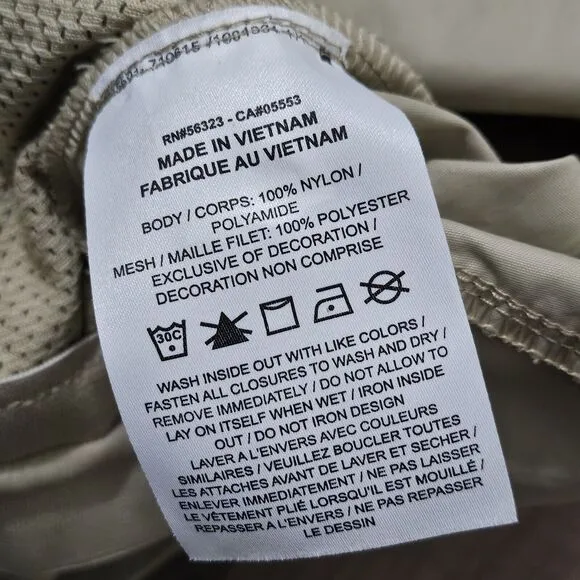 RN#56323 - CA#05553
MADE IN VIETNAM
FABRIQUE AU VIETNAM
BODY / CORPS: 100% NYLON /
POLYAMIDE
MESH / MAILLE FILET: 100% POLYESTER
EXCLUSIVE OF DECORATION /
DECORATION NON COMPRISE
30C
WASH INSIDE OUT WITH LIKE COLORS /
FASTEN ALL CLOSURES TO WASH AND DRY /
REMOVE IMMEDIATELY / DO NOT ALLOW TO
LAY ON ITSELF WHEN WET / IRON INSIDE
OUT / DO NOT IRON DESIGN
LAVER A L'ENVERS AVEC COULEURS
SIMILAIRES / VEUILLEZ BOUCLER TOUTES
LES ATTACHES AVANT DE LAVER ET SECHER /
ENLEVER IMMEDIATEMENT / NE PAS LAISSER
LE VÊTEMENT PLIÉ LORSQU'IL EST MOUILLÉ /
REPASSER A L'ENVERS / NE PAS REPASSER
LE DESSIN